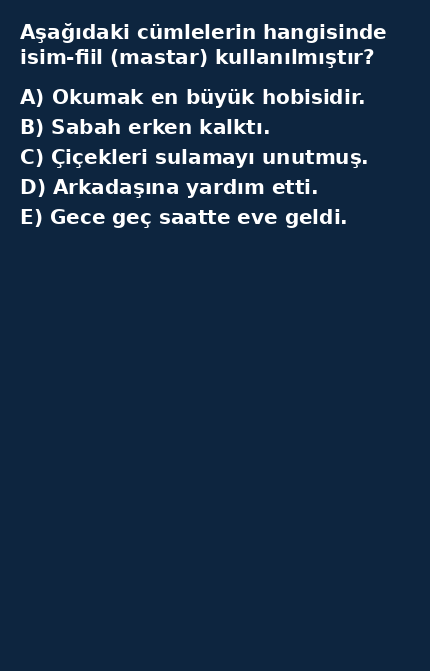 Aşağıdaki cümlelerin hangisinde
isim-fiil (mastar) kullanılmıştır?
A) Okumak en büyük hobisidir.
B) Sabah erken kalktı.
C) Çiçekleri sulamayı unutmuş.
D) Arkadaşına yardım etti.
E) Gece geç saatte eve geldi.